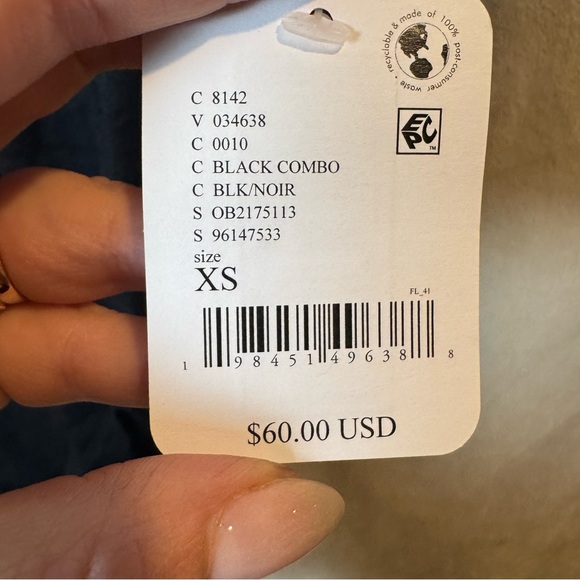 recyclable & made of 100% post-consumer waste •
C 8142
V 034638
C 0010
C BLACK COMBO
C BLK/NOIR
S OB2175113
S 96147533
size
XS
EPC™
FL_41
1 98451 49638 8
$60.00 USD